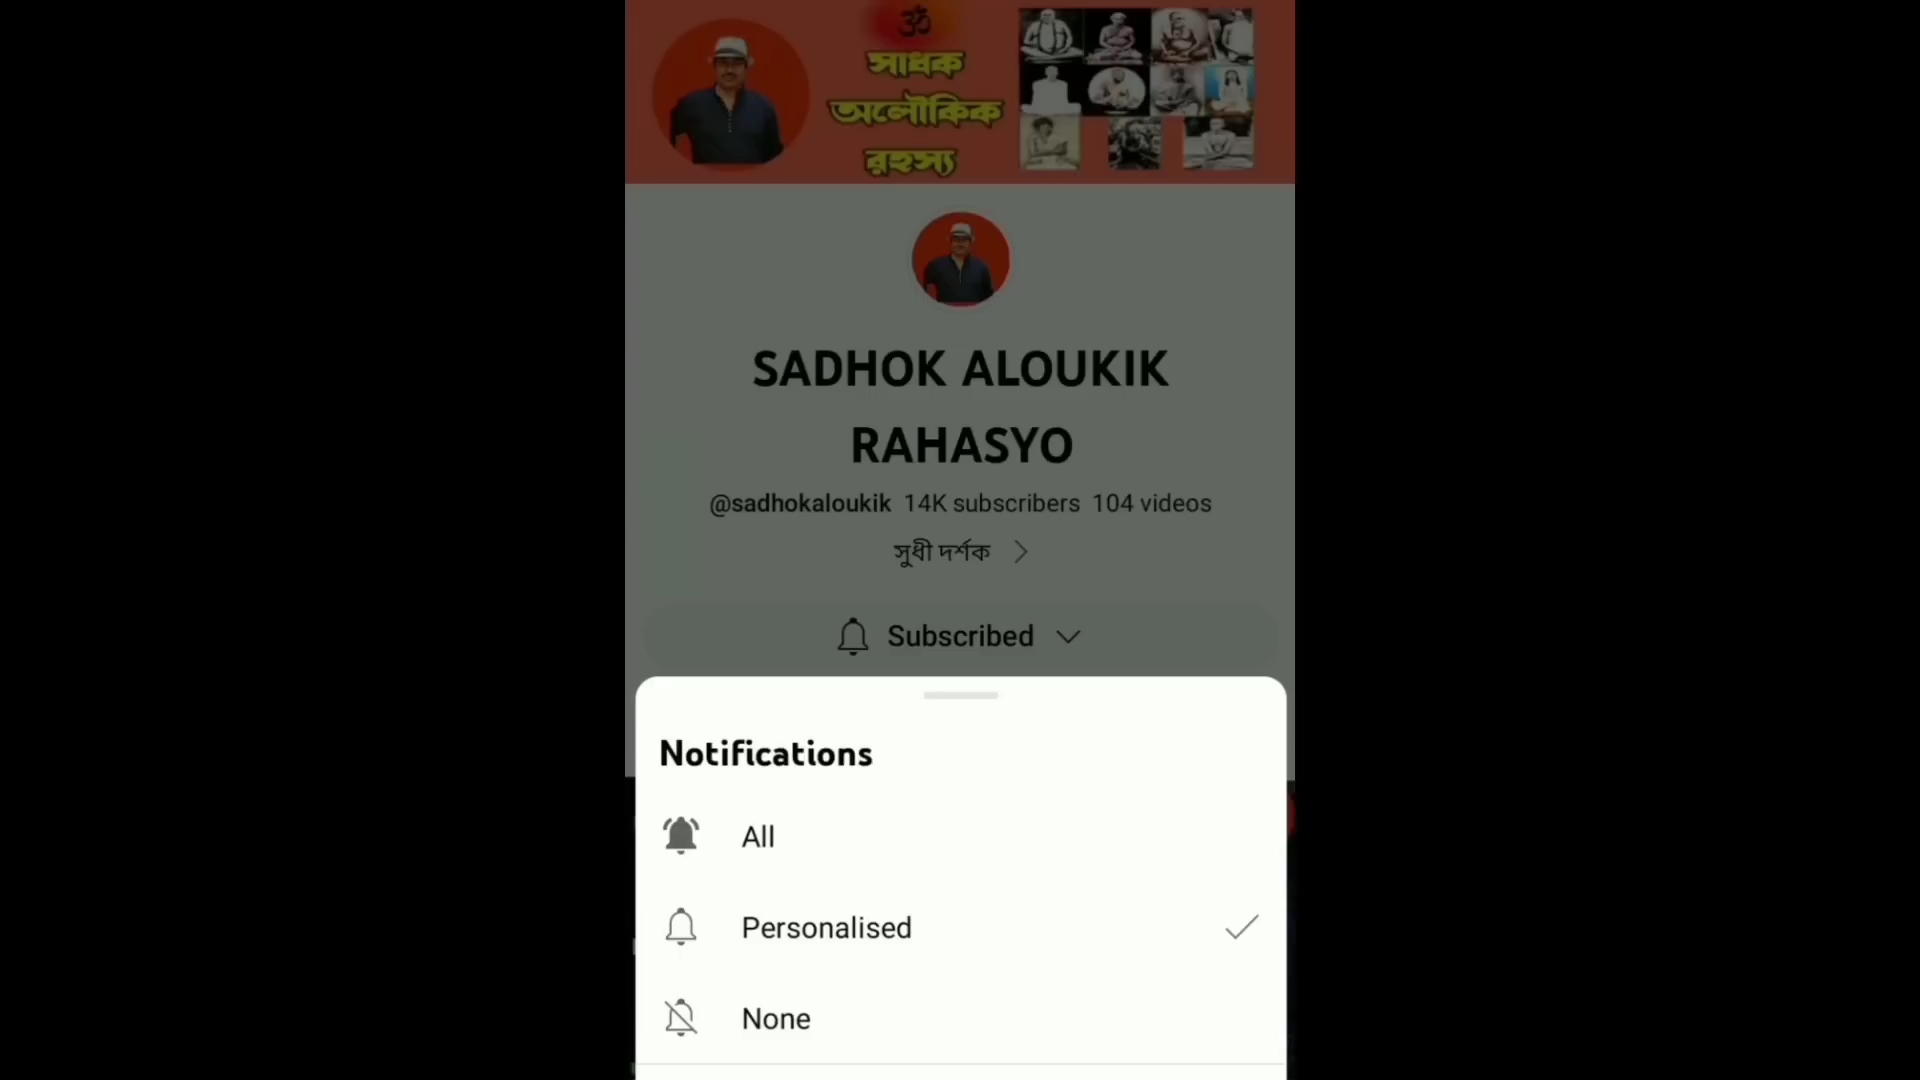 ॐ
সাধক
অলৌকিক
রহস্য
SADHOK ALOUKIK
RAHASYO
@sadhokaloukik 14K subscribers 104 videos
সুধী দর্শক
Subscribed
Notifications
All
Personalised
None